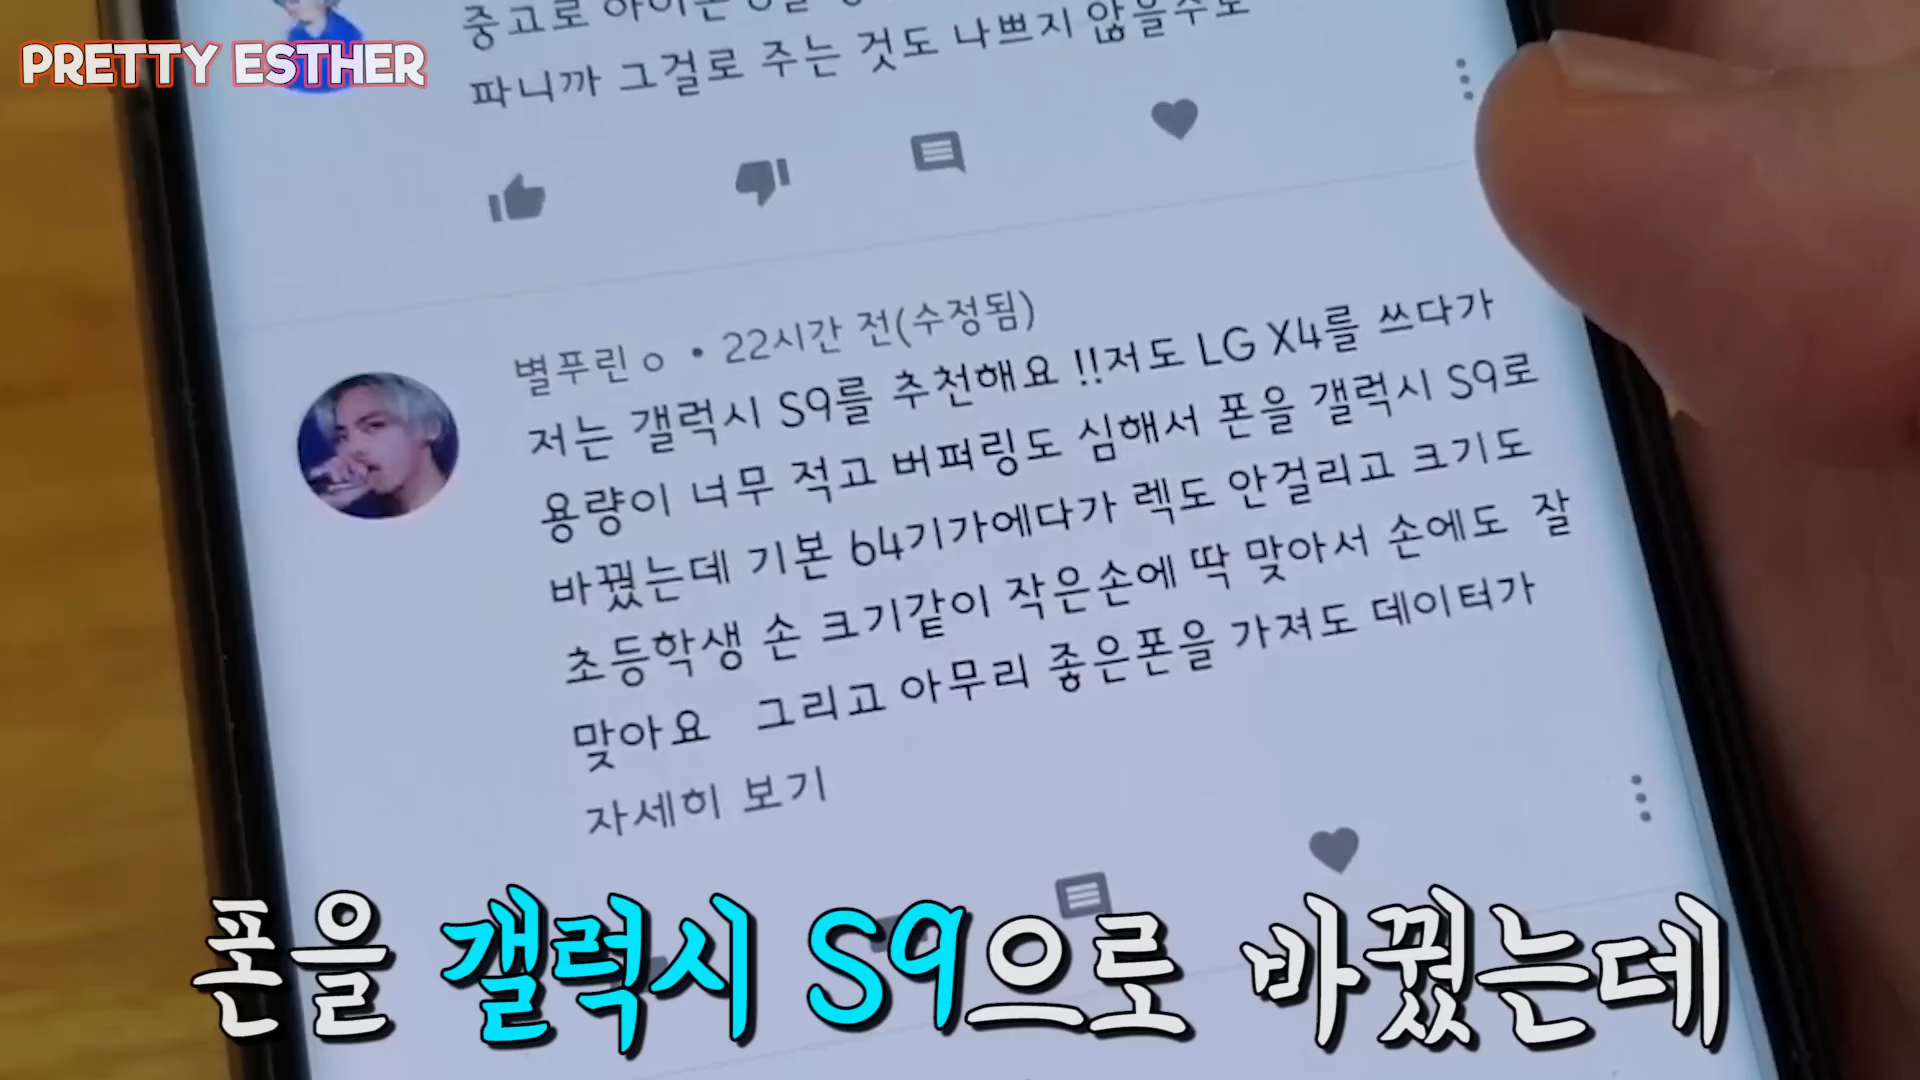 PRETTY ESTHER
중고로
파니까 그걸로 주는 것도 나쁘지 않을수도
별푸린ㅇ • 22시간 전(수정됨)
저는 갤럭시 S9를 추천해요 !!저도 LG X4를 쓰다가
용량이 너무 적고 버퍼링도 심해서 폰을 갤럭시 S9로
바꿨는데 기본 64기가에다가 렉도 안걸리고 크기도
초등학생 손 크기같이 작은손에 딱 맞아서 손에도 잘
맞아요 그리고 아무리 좋은폰을 가져도 데이터가
자세히 보기
폰을 갤럭시 S9으로 바꿨는데